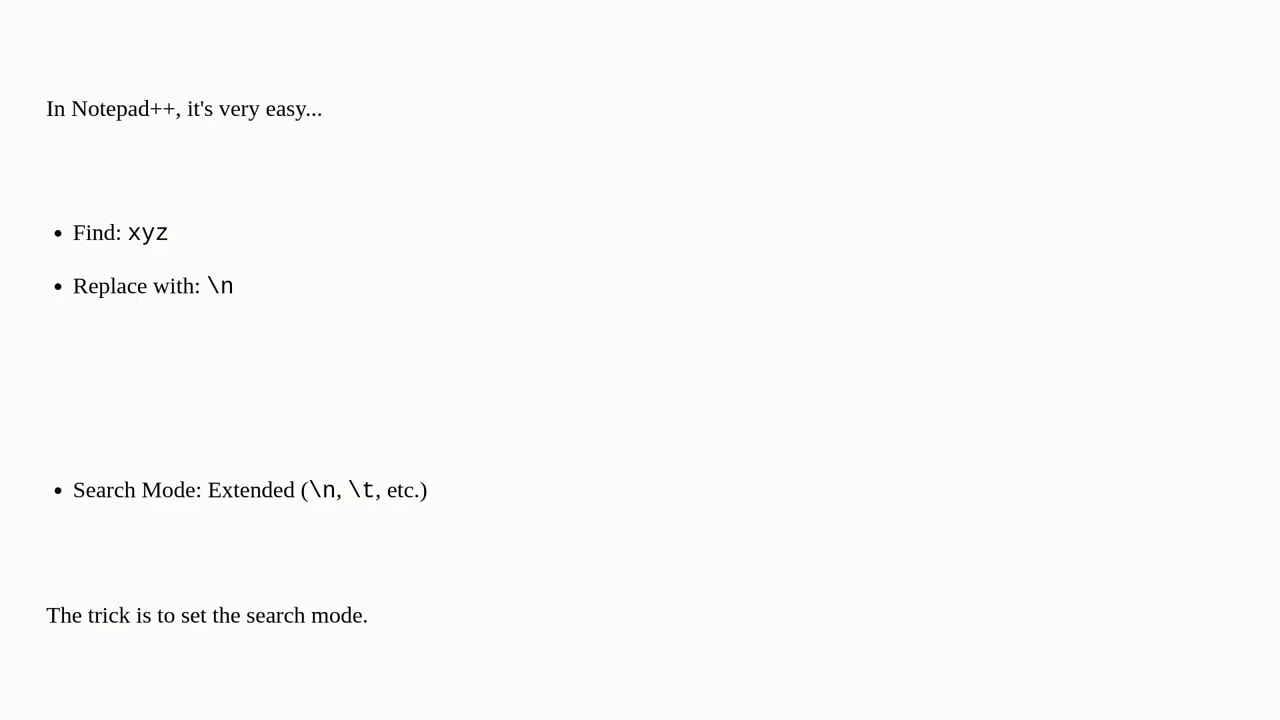 In Notepad++, it's very easy...
• Find: xyz
• Replace with: \n
• Search Mode: Extended (\n, \t, etc.)
The trick is to set the search mode.